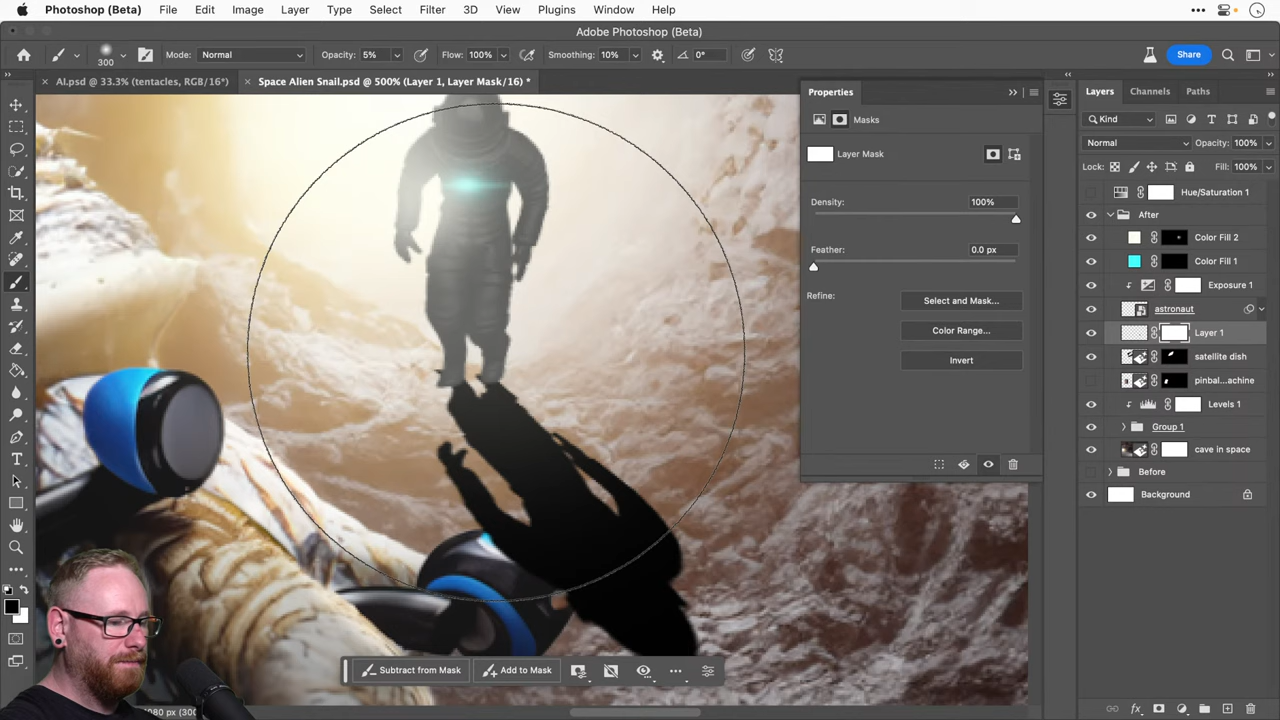 Photoshop (Beta) File Edit Image Layer Type Select Filter 3D View Plugins Window Help
Adobe Photoshop (Beta)
300 Mode: Normal Opacity: 5% Flow: 100% Smoothing: 10% 0° Share
AI.psd @ 33.3% (tentacles, RGB/16*) Space Alien Snail.psd @ 500% (Layer 1, Layer Mask/16) *
Properties
Masks
Layer Mask
Density: 100%
Feather: 0.0 px
Refine: Select and Mask...
Color Range...
Invert
Layers Channels Paths
Kind
Normal Opacity: 100%
Lock: Fill: 100%
Hue/Saturation 1
After
Color Fill 2
Color Fill 1
Exposure 1
astronaut
Layer 1
satellite dish
pinbal...achine
Levels 1
Group 1
cave in space
Before
Background
Subtract from Mask Add to Mask